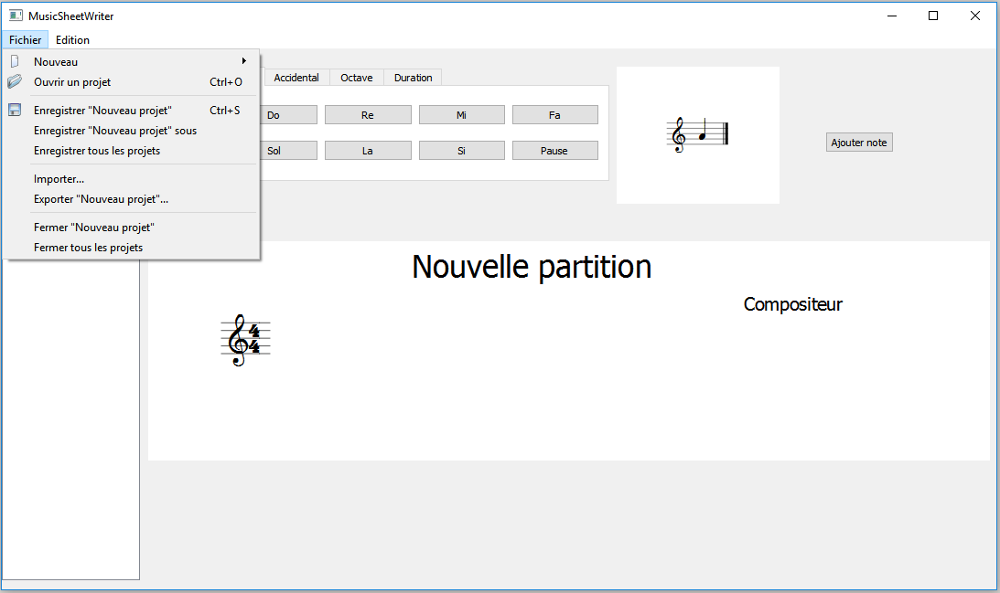 MusicSheetWriter
Fichier Edition
Nouveau
Ouvrir un projet Ctrl+O
Enregistrer "Nouveau projet" Ctrl+S
Enregistrer "Nouveau projet" sous
Enregistrer tous les projets
Importer...
Exporter "Nouveau projet"...
Fermer "Nouveau projet"
Fermer tous les projets
Accidental Octave Duration
Do Re Mi Fa
Sol La Si Pause
Ajouter note
Nouvelle partition
Compositeur
4
4